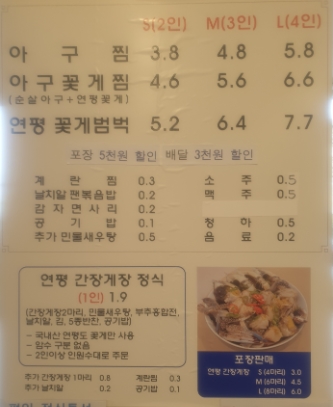 S(2인) M(3인) L(4인)
아 구 찜 3.8 4.8 5.8
아구꽃게찜 4.6 5.6 6.6
(순살아구+연평꽃게)
연평 꽃게범벅 5.2 6.4 7.7
포장 5천원 할인 배달 3천원 할인
계 란 찜 0.3 소 주 0.5
날치알 팬볶음밥 0.2 맥 주 0.5
감 자 면 사 리 0.2
공 기 밥 0.1 청 하 0.5
추가 민물새우탕 0.5 음 료 0.2
연평 간장게장 정식
(1인) 1.9
(간장게장2마리, 민물새우탕, 부추홍합전,
날치알, 김, 5종반찬, 공기밥)
- 국내산 연평도 꽃게만 사용
- 암수 구분 없음
- 2인이상 인원수대로 주문
추가 간장게장 1마리 0.8 계란찜 0.3
추가 날치알 0.2 공기밥 0.1
포장판매
연평 간장게장 S (4마리) 3.0
M (6마리) 4.5
L (8마리) 6.0